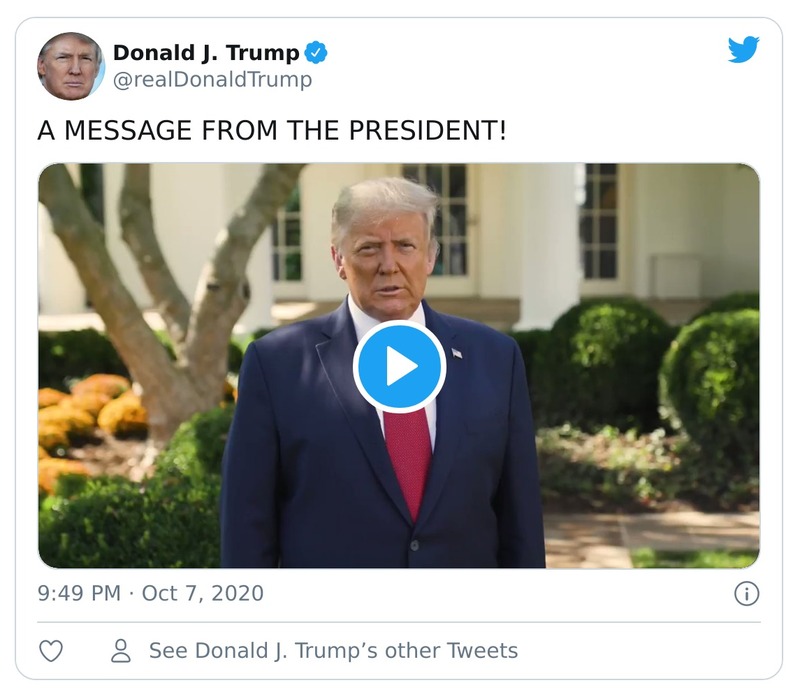 Donald J. Trump
@realDonaldTrump
A MESSAGE FROM THE PRESIDENT!
9:49 PM · Oct 7, 2020
See Donald J. Trump’s other Tweets